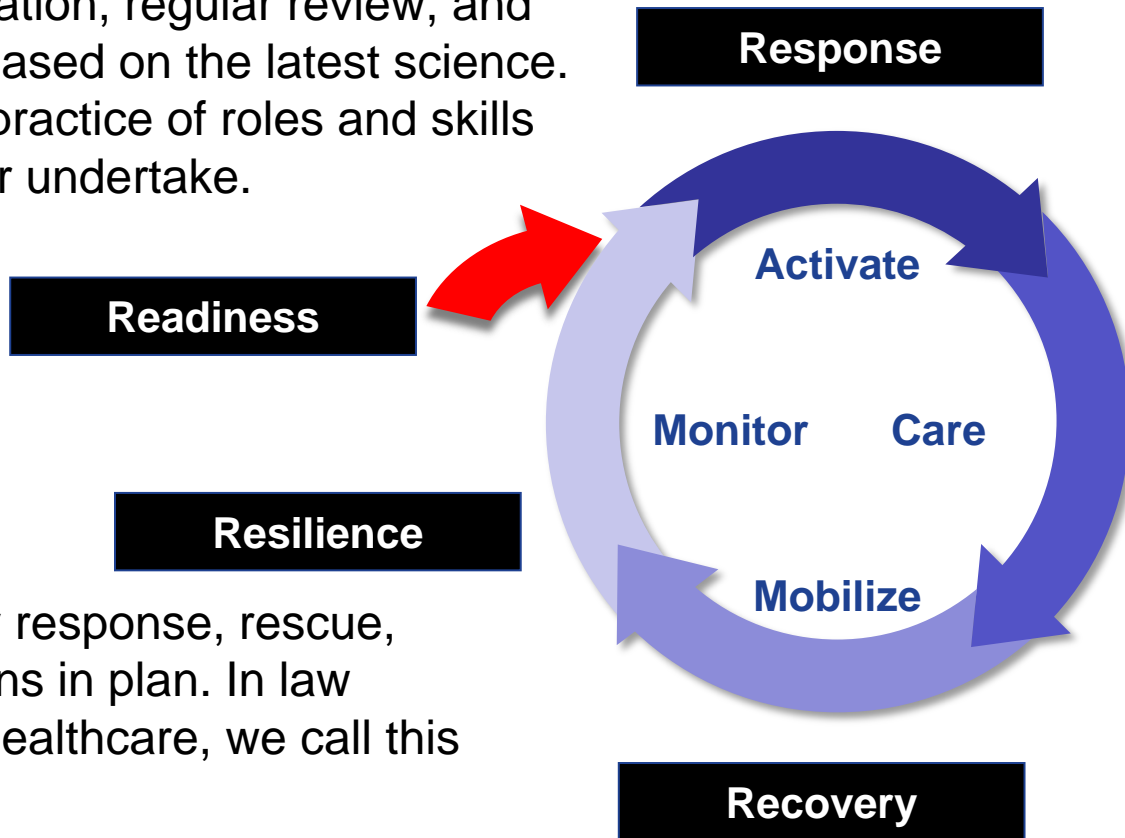 ation, regular review, and
ased on the latest science.
practice of roles and skills
r undertake.
Response
Readiness
Activate
Monitor
Care
Resilience
Mobilize
response, rescue,
ns in plan. In law
ealthcare, we call this
Recovery